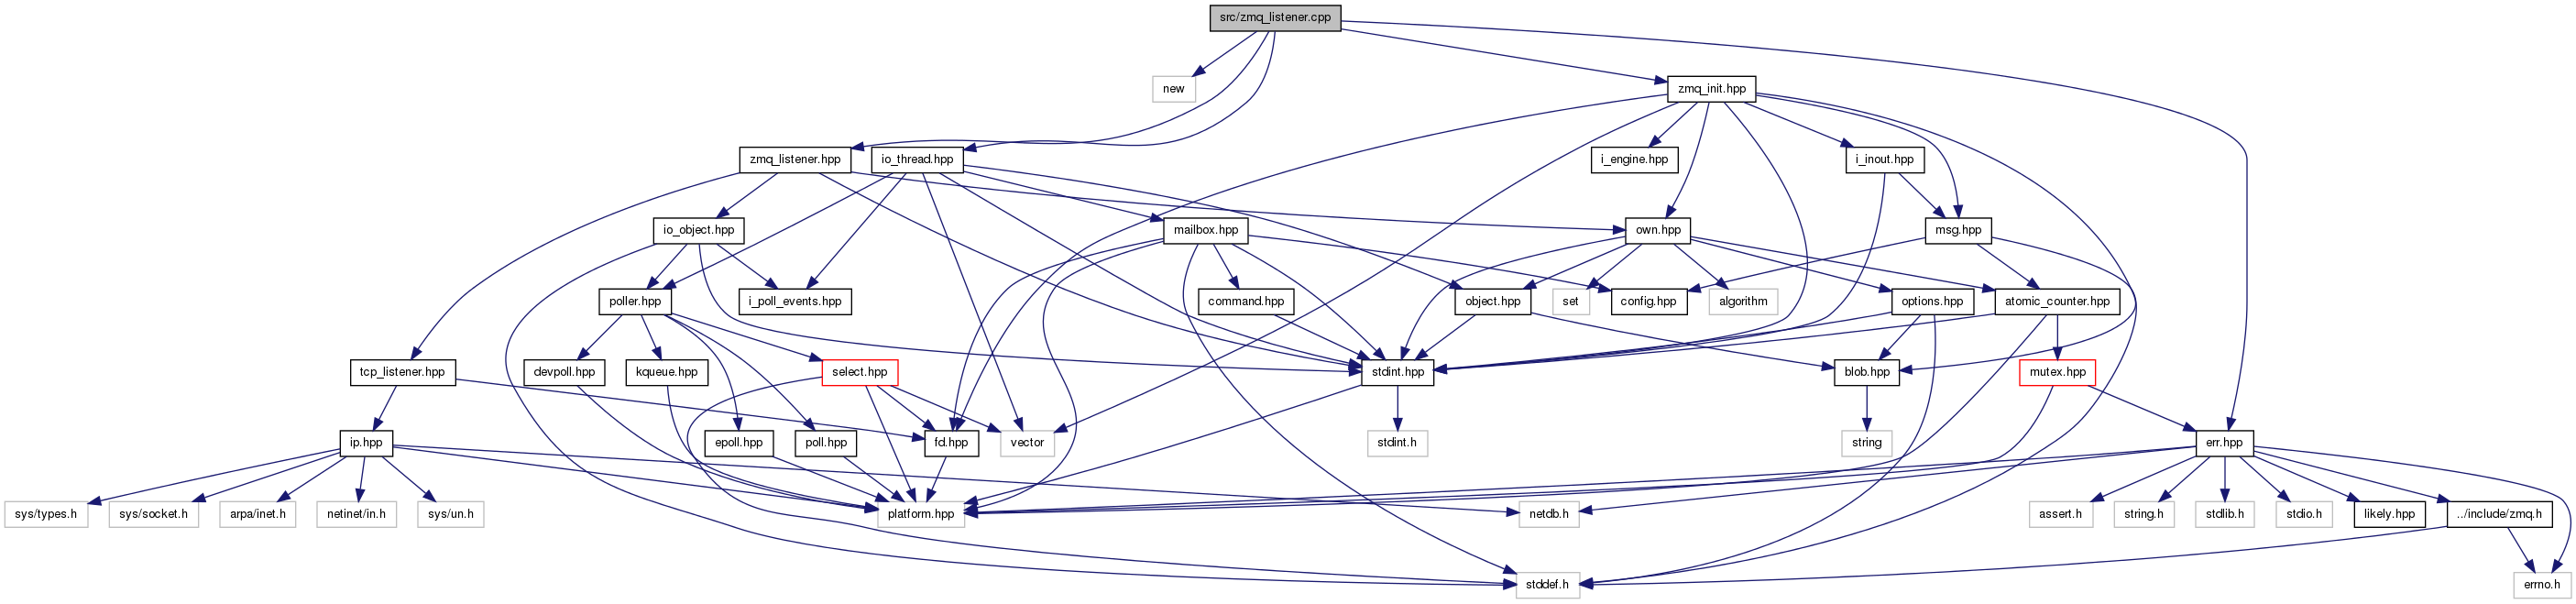 src/zmq_listener.cpp
new
zmq_init.hpp
zmq_listener.hpp
io_thread.hpp
i_engine.hpp
i_inout.hpp
io_object.hpp
mailbox.hpp
own.hpp
msg.hpp
poller.hpp
i_poll_events.hpp
command.hpp
object.hpp
set
config.hpp
algorithm
options.hpp
atomic_counter.hpp
tcp_listener.hpp
devpoll.hpp
kqueue.hpp
select.hpp
stdint.hpp
blob.hpp
mutex.hpp
ip.hpp
epoll.hpp
poll.hpp
fd.hpp
vector
stdint.h
string
err.hpp
sys/types.h
sys/socket.h
arpa/inet.h
netinet/in.h
sys/un.h
platform.hpp
netdb.h
assert.h
string.h
stdlib.h
stdio.h
likely.hpp
../include/zmq.h
stddef.h
errno.h